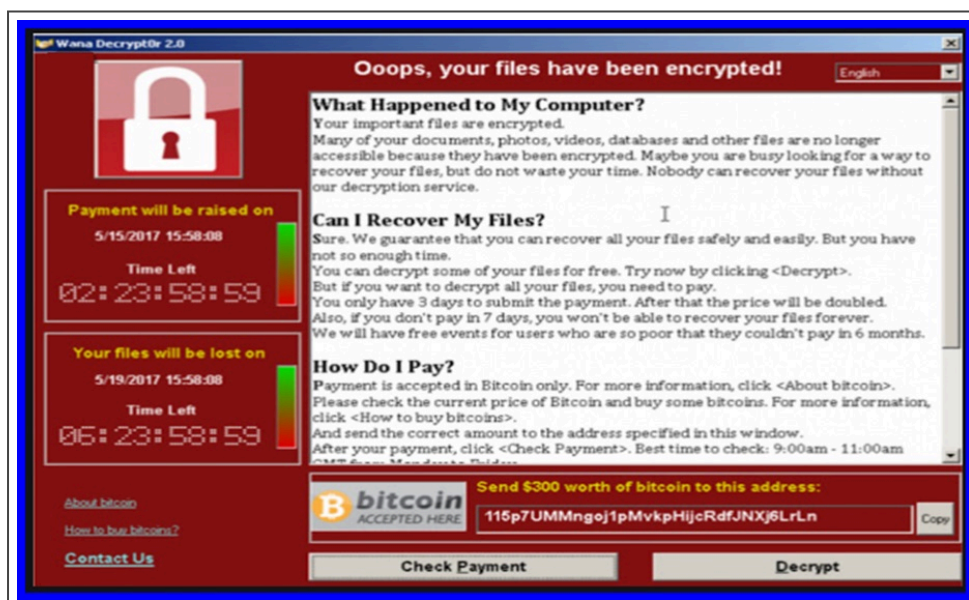 Wana Decrypt0r 2.0
Ooops, your files have been encrypted!
English
What Happened to My Computer?
Your important files are encrypted.
Many of your documents, photos, videos, databases and other files are no longer
accessible because they have been encrypted. Maybe you are busy looking for a way to
recover your files, but do not waste your time. Nobody can recover your files without
our decryption service.
Can I Recover My Files?
Sure. We guarantee that you can recover all your files safely and easily. But you have
not so enough time.
You can decrypt some of your files for free. Try now by clicking <Decrypt>.
But if you want to decrypt all your files, you need to pay.
You only have 3 days to submit the payment. After that the price will be doubled.
Also, if you don't pay in 7 days, you won't be able to recover your files forever.
We will have free events for users who are so poor that they couldn't pay in 6 months.
How Do I Pay?
Payment is accepted in Bitcoin only. For more information, click <About bitcoin>.
Please check the current price of Bitcoin and buy some bitcoins. For more information,
click <How to buy bitcoins>.
And send the correct amount to the address specified in this window.
After your payment, click <Check Payment>. Best time to check: 9:00am - 11:00am
GMT from Monday to Friday
Payment will be raised on
5/15/2017 15:58:08
Time Left
02:23:58:59
Your files will be lost on
5/19/2017 15:58:08
Time Left
06:23:58:59
About bitcoin
How to buy bitcoins?
Contact Us
bitcoin
ACCEPTED HERE
Send $300 worth of bitcoin to this address:
115p7UMMngoj1pMvkpHijcRdfJNXj6LrLn
Copy
Check Payment
Decrypt